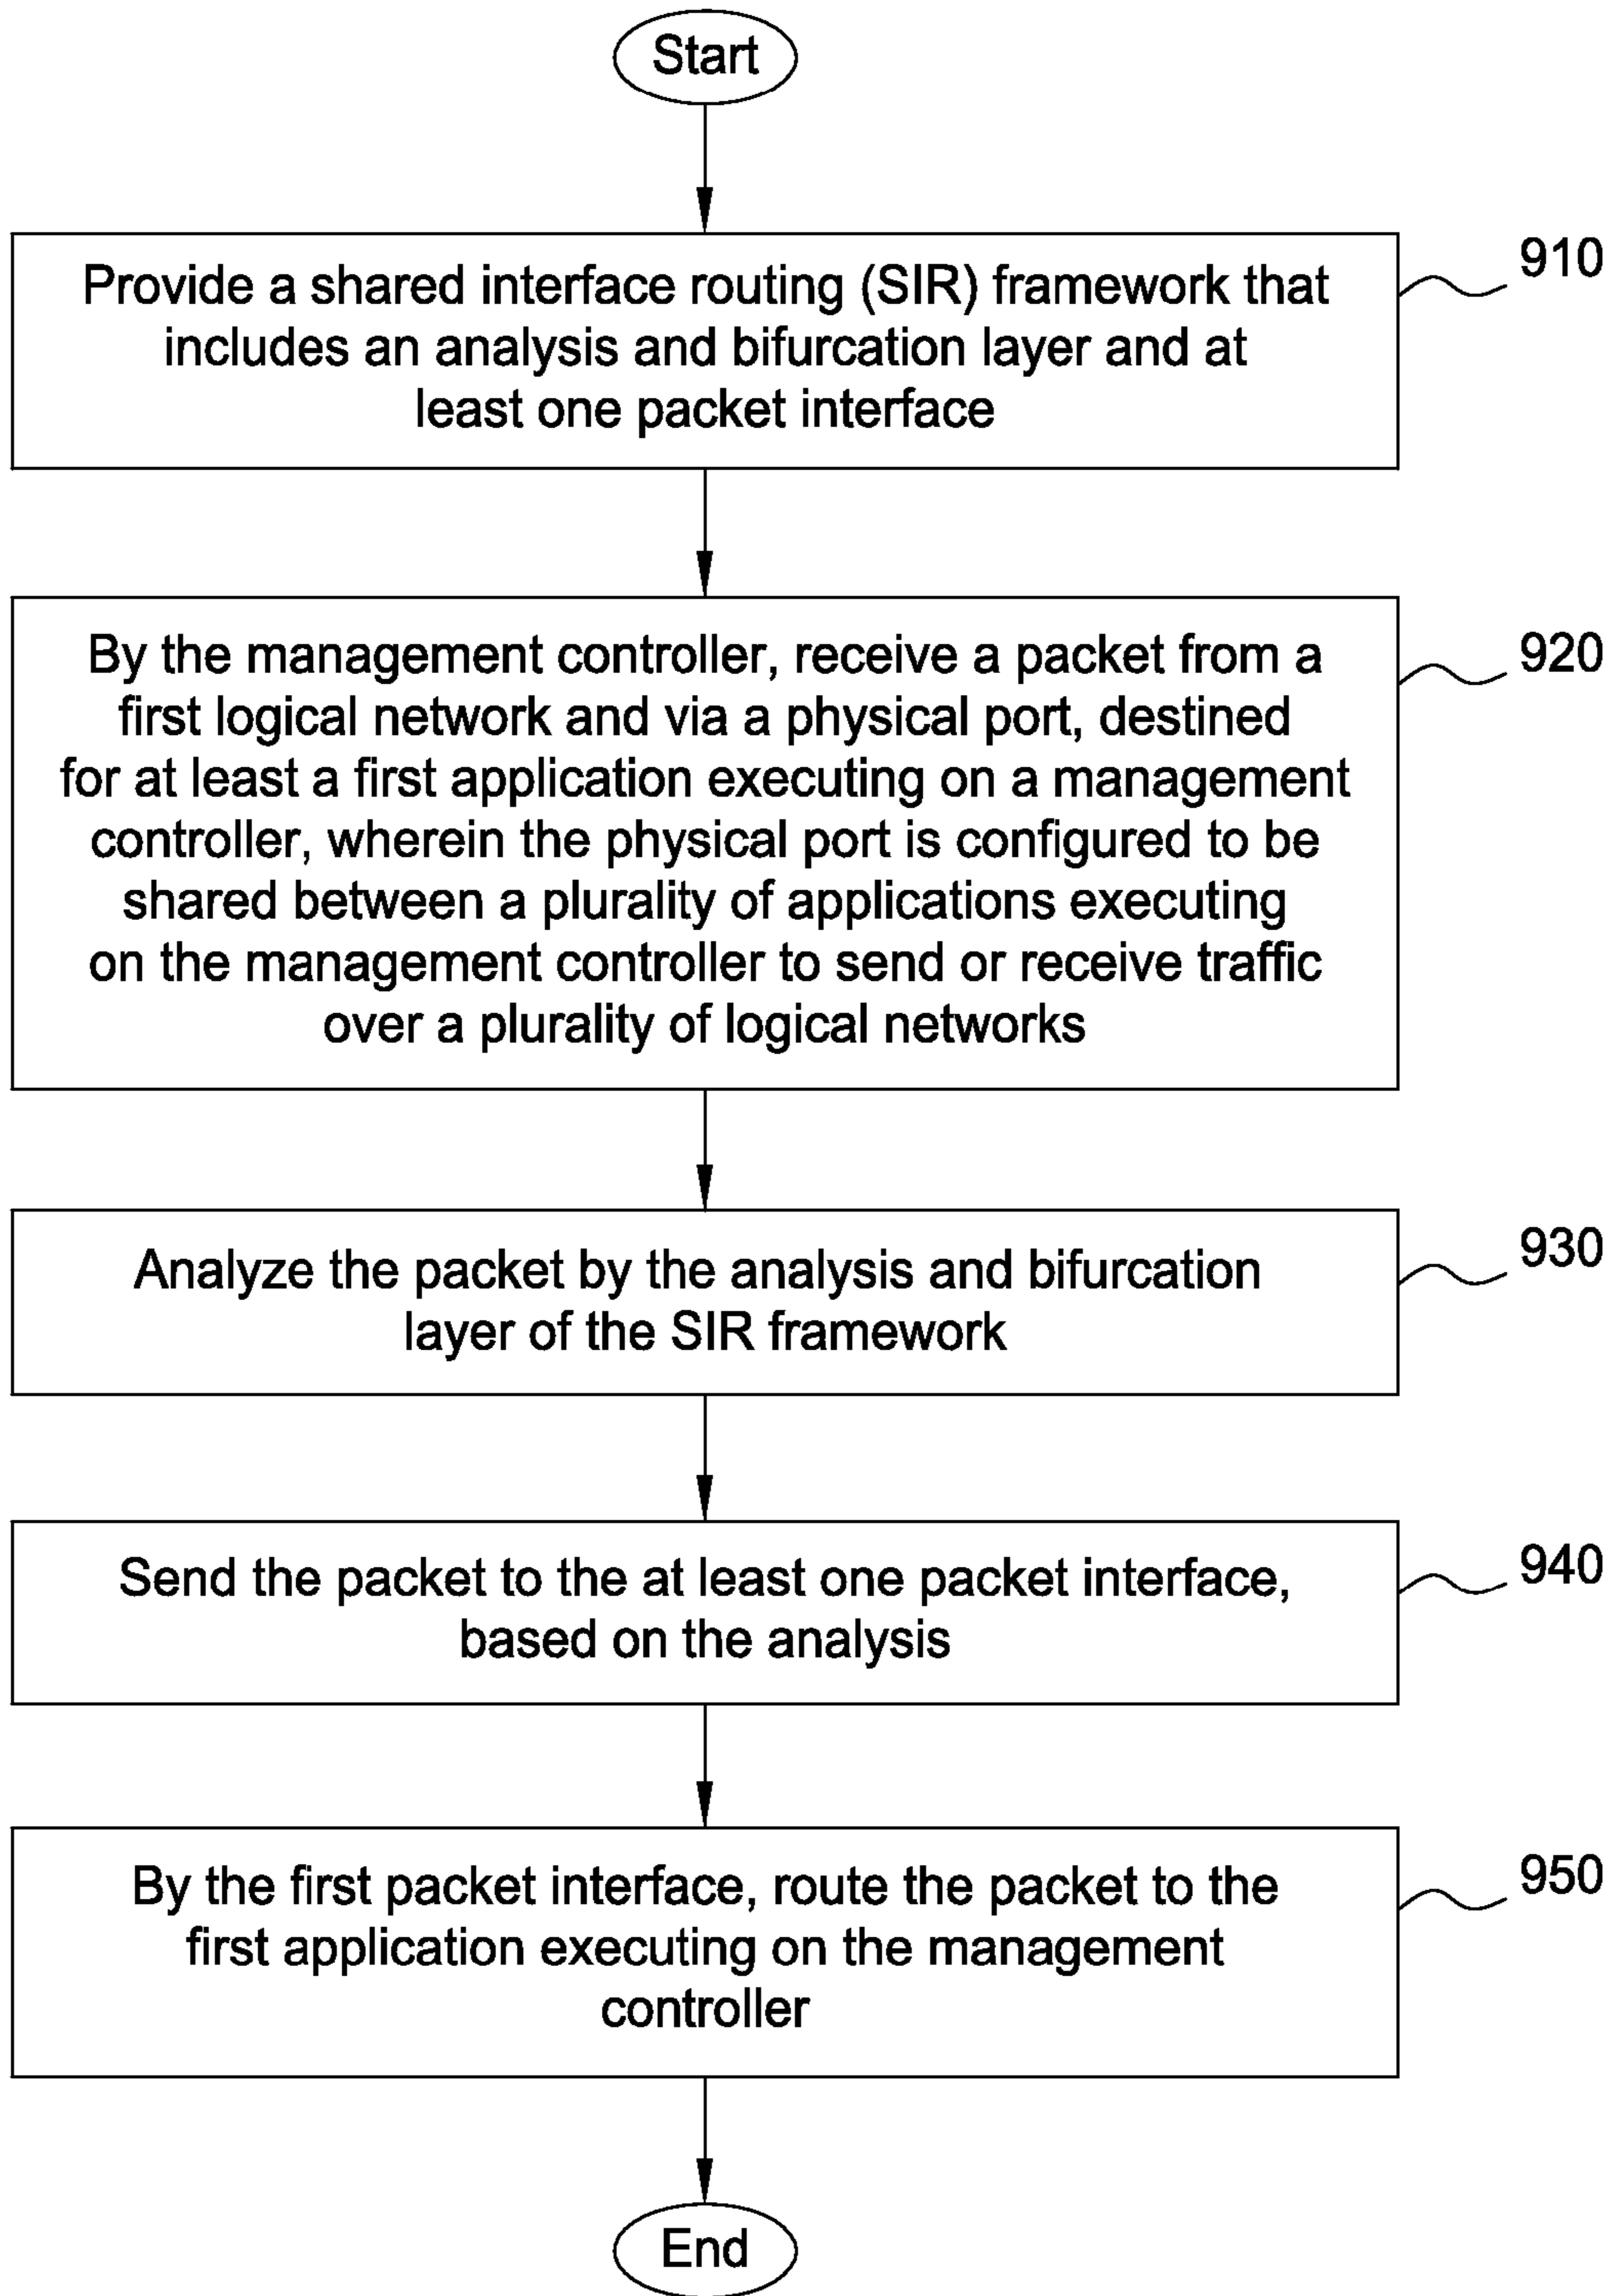 Start
Provide a shared interface routing (SIR) framework that
includes an analysis and bifurcation layer and at
least one packet interface
910
By the management controller, receive a packet from a
first logical network and via a physical port, destined
for at least a first application executing on a management
controller, wherein the physical port is configured to be
shared between a plurality of applications executing
on the management controller to send or receive traffic
over a plurality of logical networks
920
Analyze the packet by the analysis and bifurcation
layer of the SIR framework
930
Send the packet to the at least one packet interface,
based on the analysis
940
By the first packet interface, route the packet to the
first application executing on the management
controller
950
End